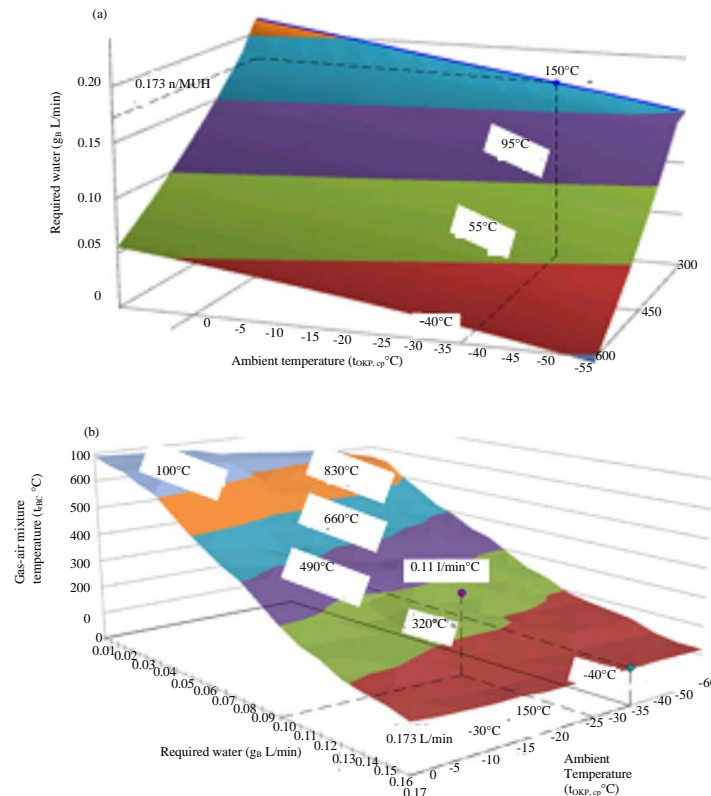 (a)
0.20
0.15
0.10
0.05
0
Required water (gB L/min)
0.173 n/MUH
150°C
95°C
55°C
-40°C
300
450
600
0
-5
-10
-15
-20
-25
-30
-35
-40
-45
-50
-55
Ambient temperature (tOKP, cp°C)
(b)
100
600
400
300
200
0
0
Gas-air mixture
temperature (tBC °C)
100°C
830°C
660°C
490°C
0.11 l/min°C
320°C
-40°C
150°C
-30°C
0.173 L/min
0.01
0.02
0.03
0.04
0.05
0.06
0.07
0.08
0.09
0.10
0.11
0.12
0.13
0.14
0.15
0.16
0.17
Required water (gB L/min)
0
-5
-10
-15
-20
-25
-30
-35
-40
-50
-60
Ambient
Temperature
(tOKP, cp°C)